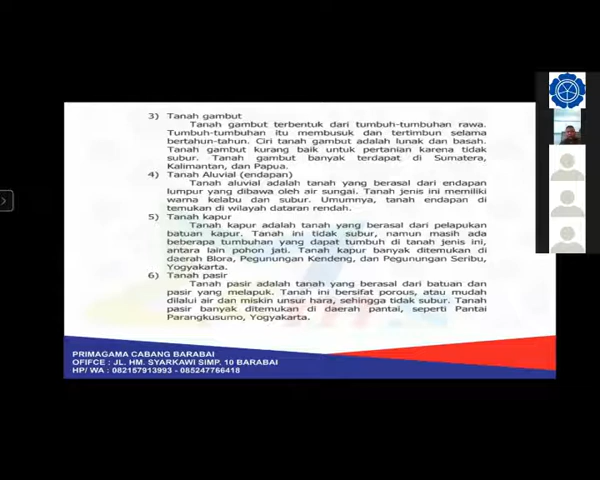 3) Tanah gambut
Tanah gambut terbentuk dari tumbuh-tumbuhan rawa.
Tumbuh-tumbuhan itu membusuk dan tertimbun selama
bertahun-tahun. Ciri tanah gambut adalah lunak dan basah.
Tanah gambut kurang baik untuk pertanian karena tidak
subur. Tanah gambut banyak terdapat di Sumatera,
Kalimantan, dan Papua.
4) Tanah Aluvial (endapan)
Tanah aluvial adalah tanah yang berasal dari endapan
lumpur yang dibawa oleh air sungai. Tanah jenis ini memiliki
warna kelabu dan subur. Umumnya, tanah endapan di
temukan di wilayah dataran rendah.
5) Tanah kapur
Tanah kapur adalah tanah yang berasal dari pelapukan
batuan kapur. Tanah ini tidak subur, namun masih ada
beberapa tumbuhan yang dapat tumbuh di tanah jenis ini,
antara lain pohon jati. Tanah kapur banyak ditemukan di
daerah Blora, Pegunungan Kendeng, dan Pegunungan Seribu,
Yogyakarta.
6) Tanah pasir
Tanah pasir adalah tanah yang berasal dari batuan dan
pasir yang melapuk. Tanah ini bersifat porous, atau mudah
dilalui air dan miskin unsur hara, sehingga tidak subur. Tanah
pasir banyak ditemukan di daerah pantai, seperti Pantai
Parangkusumo, Yogyakarta.
PRIMAGAMA CABANG BARABAI
OFIFCE : JL. HM. SYARKAWI SIMP. 10 BARABAI
HP/ WA : 082157913993 - 085247766418